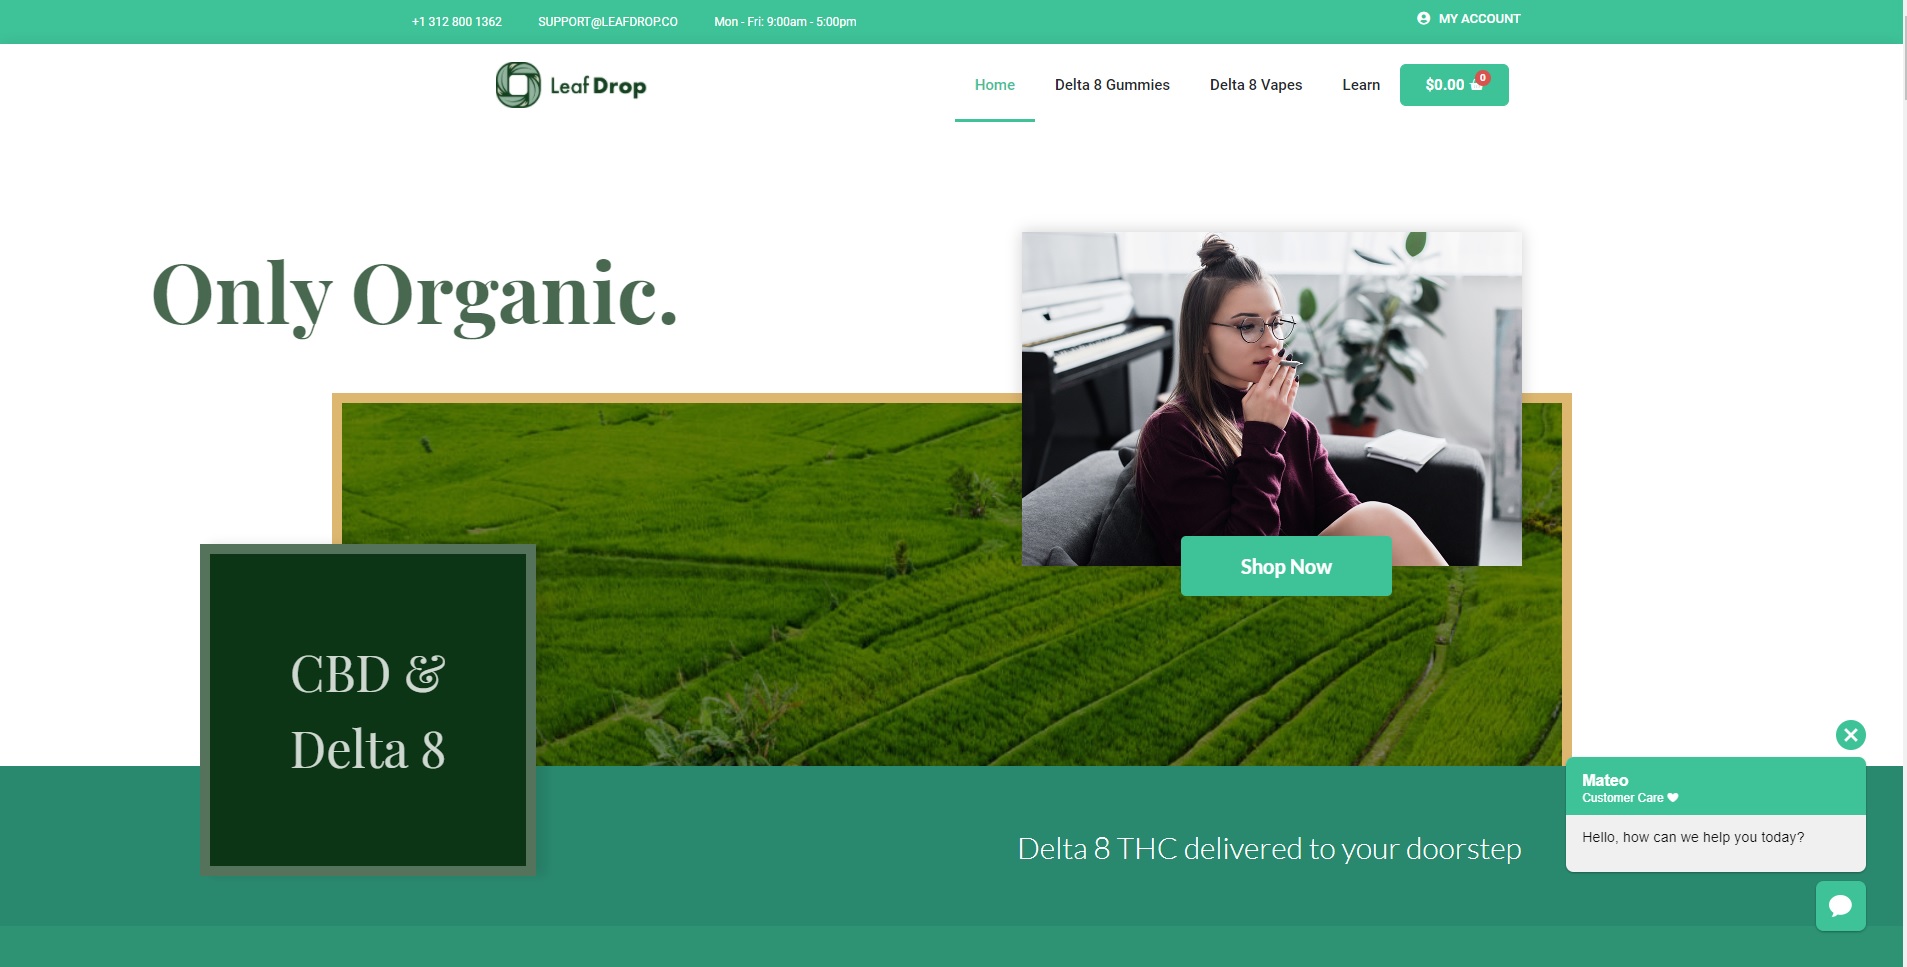 +1 312 800 1362
SUPPORT@LEAFDROP.CO
Mon - Fri: 9:00am - 5:00pm
MY ACCOUNT
Leaf Drop
Home
Delta 8 Gummies
Delta 8 Vapes
Learn
$0.00
0
Only Organic.
Shop Now
CBD &
Delta 8
Delta 8 THC delivered to your doorstep
Mateo
Customer Care
Hello, how can we help you today?